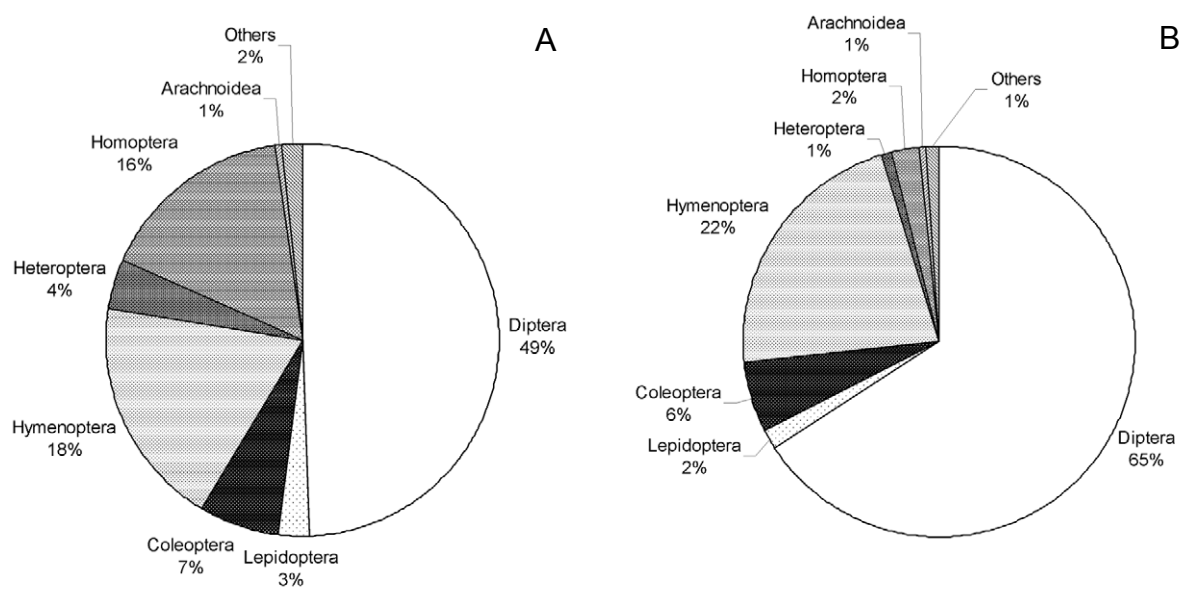 A
Others
2%
Arachnoidea
1%
Homoptera
16%
Heteroptera
4%
Hymenoptera
18%
Coleoptera
7%
Lepidoptera
3%
Diptera
49%
B
Arachnoidea
1%
Homoptera
2%
Others
1%
Heteroptera
1%
Hymenoptera
22%
Coleoptera
6%
Lepidoptera
2%
Diptera
65%